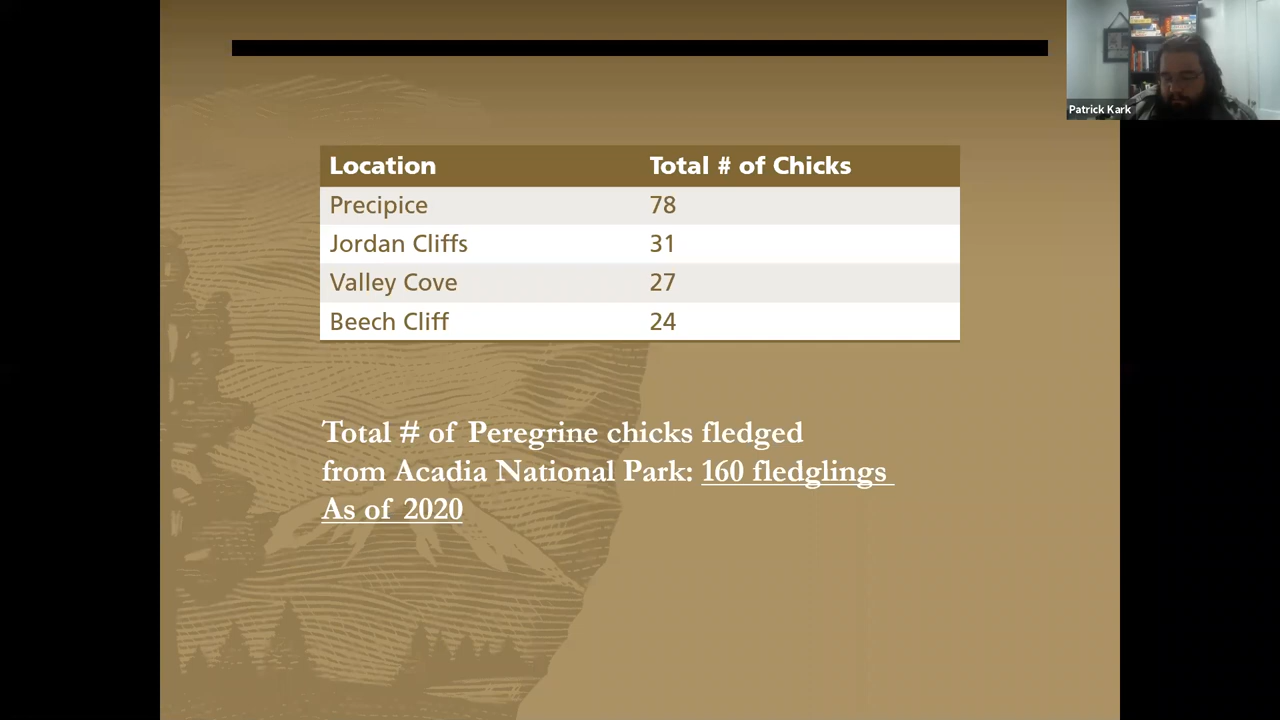 Patrick Kark
Location Total # of Chicks
Precipice 78
Jordan Cliffs 31
Valley Cove 27
Beech Cliff 24
Total # of Peregrine chicks fledged
from Acadia National Park: 160 fledglings
As of 2020